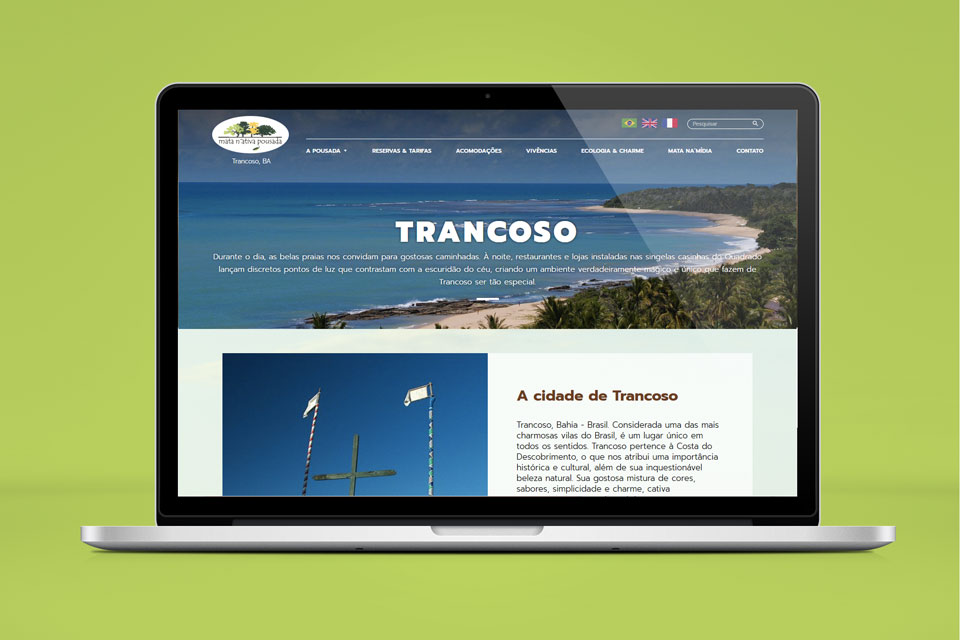 mata n'ativa pousada
Trancoso, BA
Pesquisar
A POUSADA RESERVAS & TARIFAS ACOMODAÇÕES VIVÊNCIAS ECOLOGIA & CHARME MATA NA MÍDIA CONTATO
TRANCOSO
Durante o dia, as belas praias nos convidam para gostosas caminhadas. À noite, restaurantes e lojas instaladas nas singelas casinhas do Quadrado
lançam discretos pontos de luz que contrastam com a escuridão do céu, criando um ambiente verdadeiramente mágico e único que fazem de
Trancoso ser tão especial.
A cidade de Trancoso
Trancoso, Bahia - Brasil. Considerada uma das mais
charmosas vilas do Brasil, é um lugar único em
todos os sentidos. Trancoso pertence à Costa do
Descobrimento, o que nos atribui uma importância
histórica e cultural, além de sua inquestionável
beleza natural. Sua gostosa mistura de cores,
sabores, simplicidade e charme, cativa